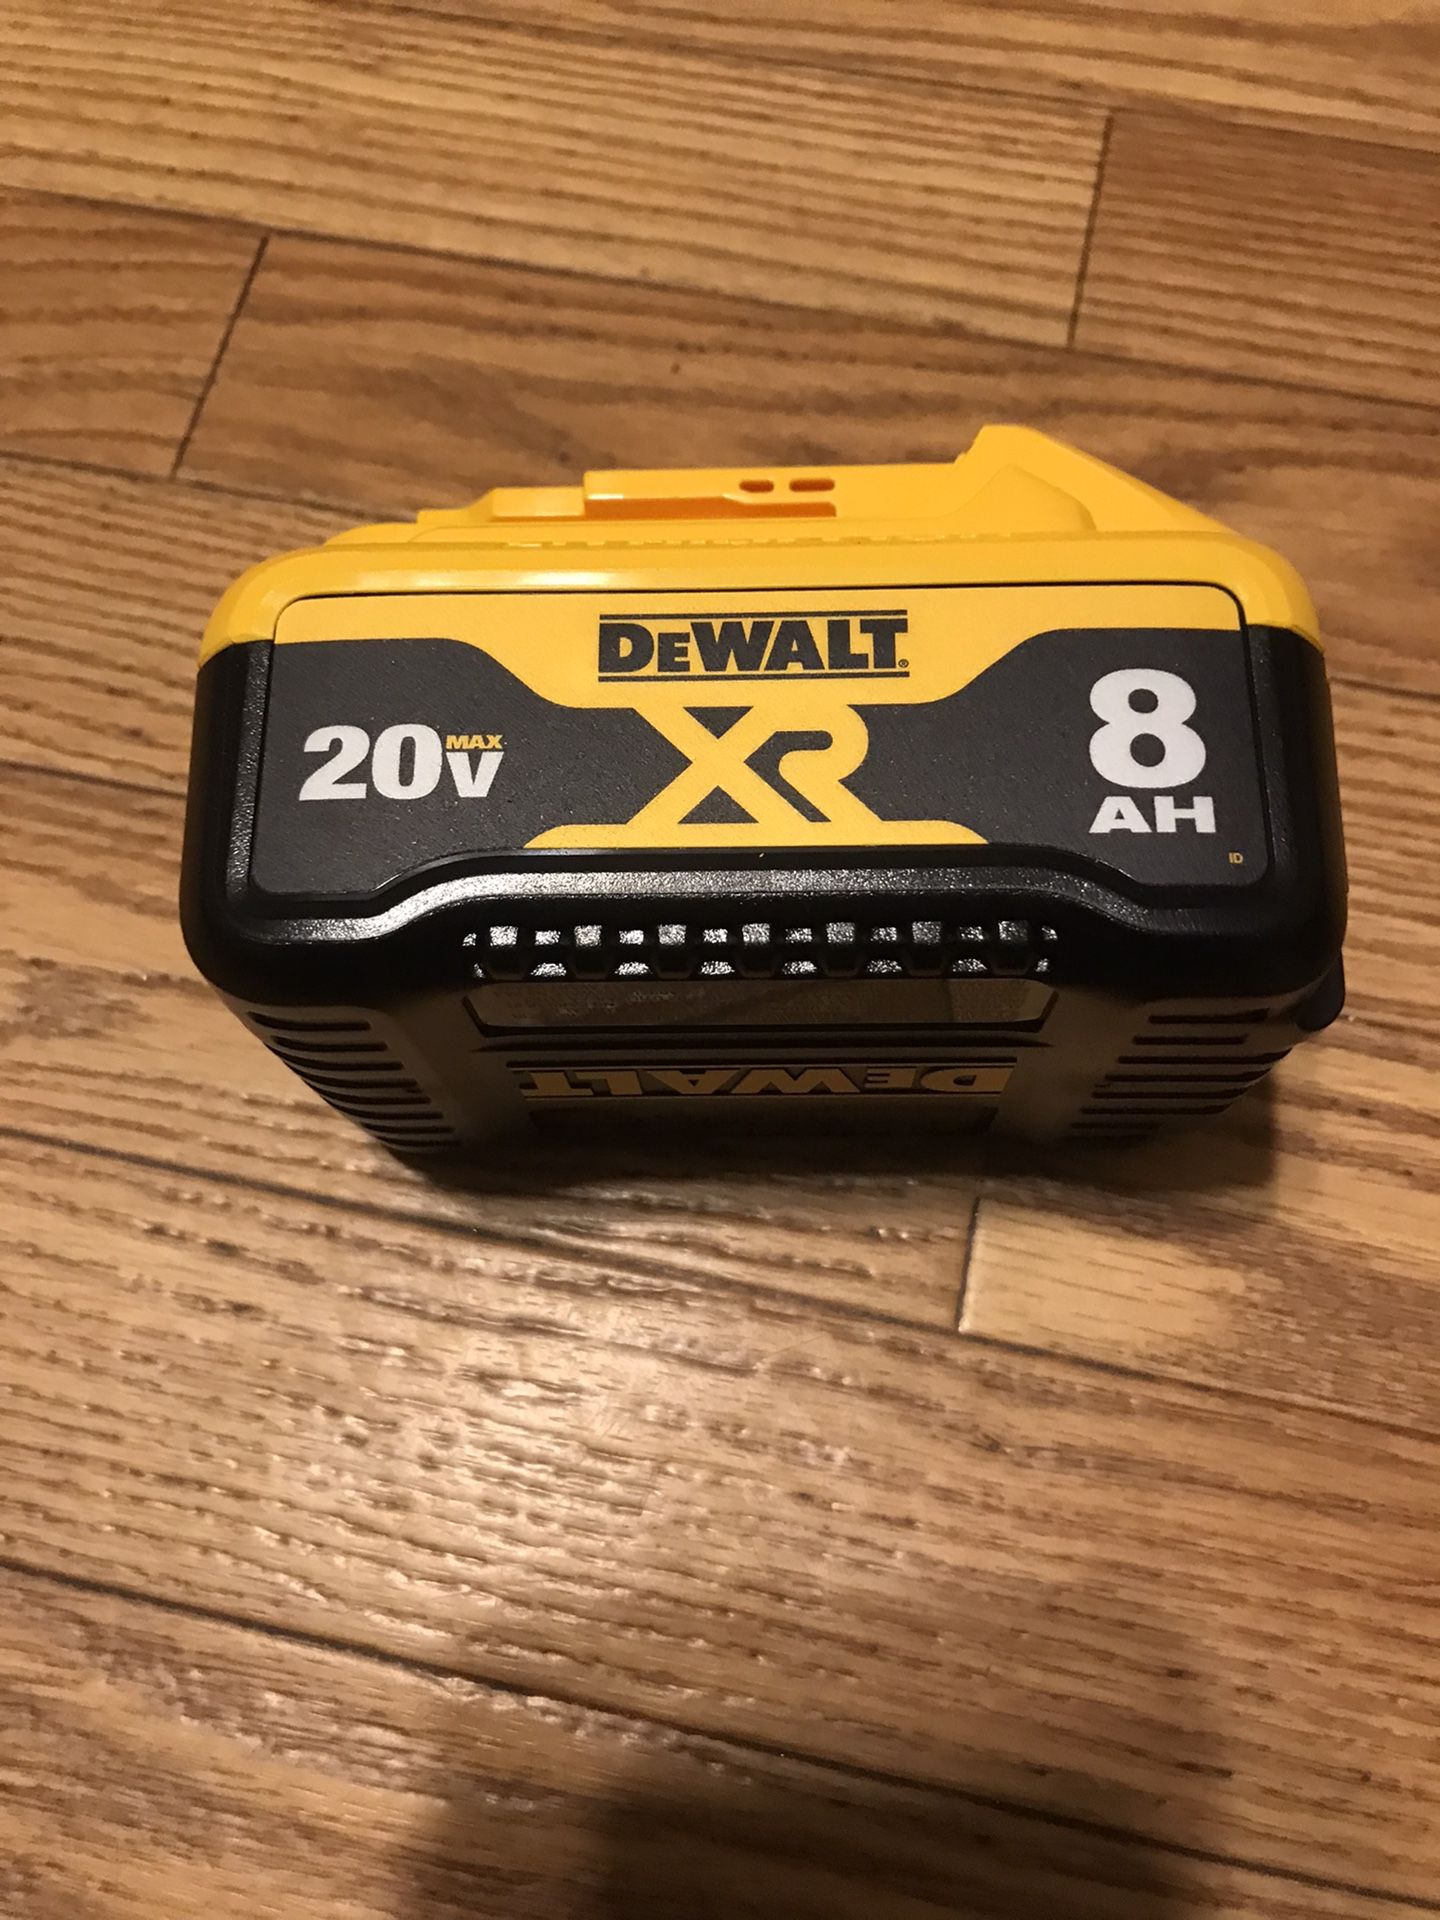 DEWALT®
20V MAX
XR
8
AH
ID
DEWALT